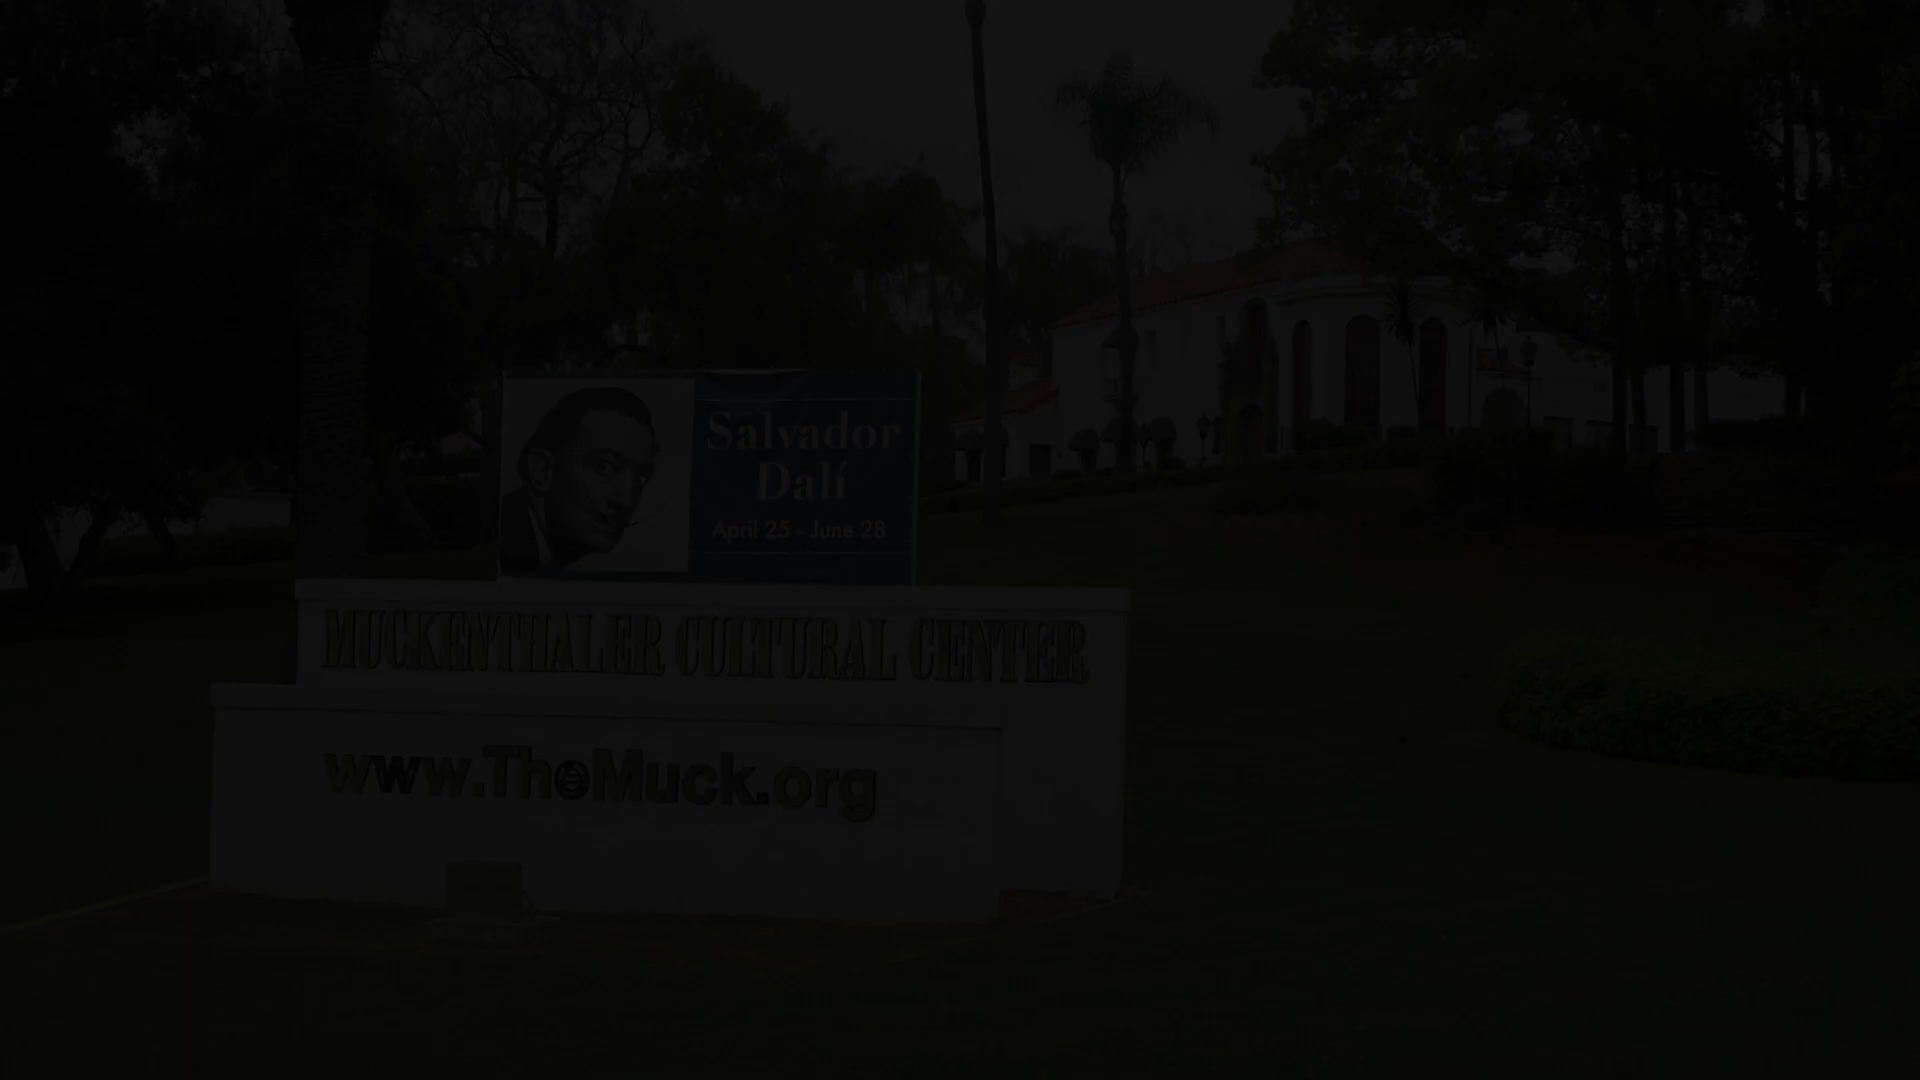 Salvador
Dalí
April 25 - June 28
MUCKENTHALER CULTURAL CENTER
www.TheMuck.org